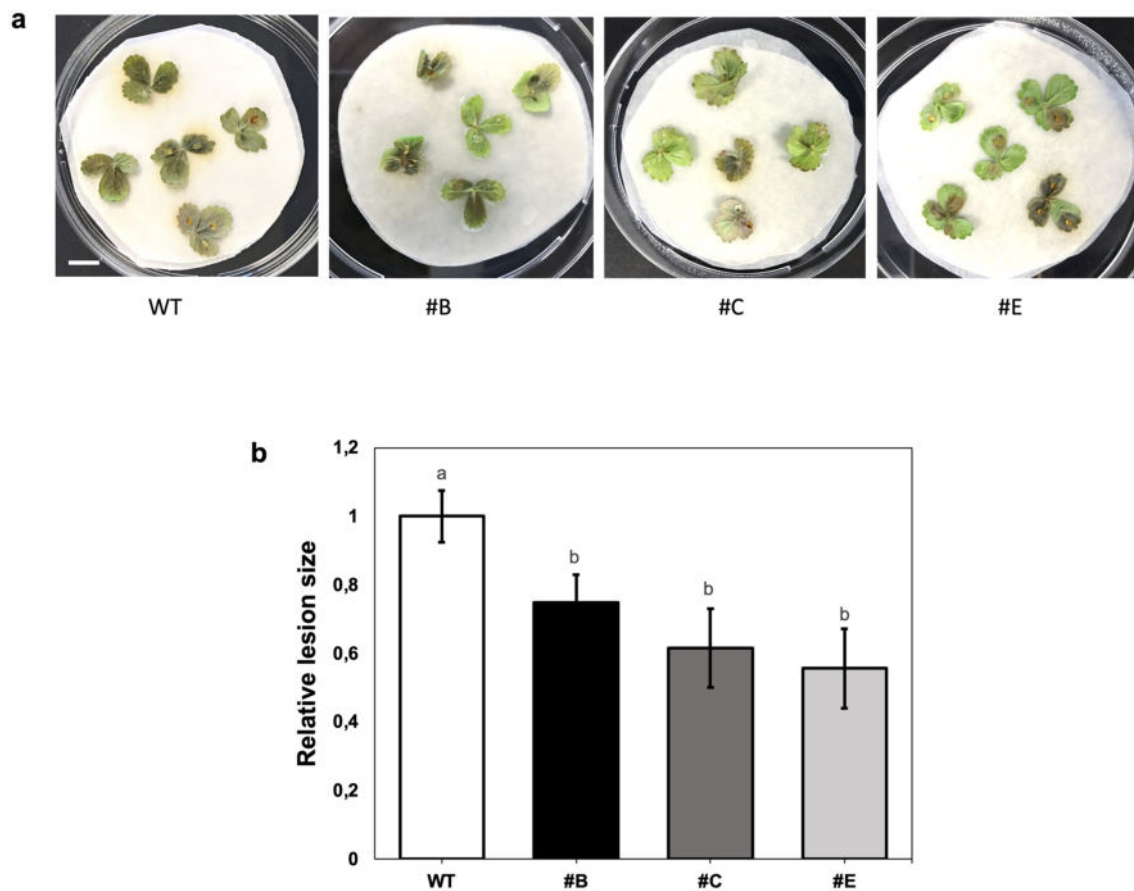 a
WT #B #C #E
b
Relative lesion size
1,2
1
0,8
0,6
0,4
0,2
0
a
b
b
b
WT #B #C #E